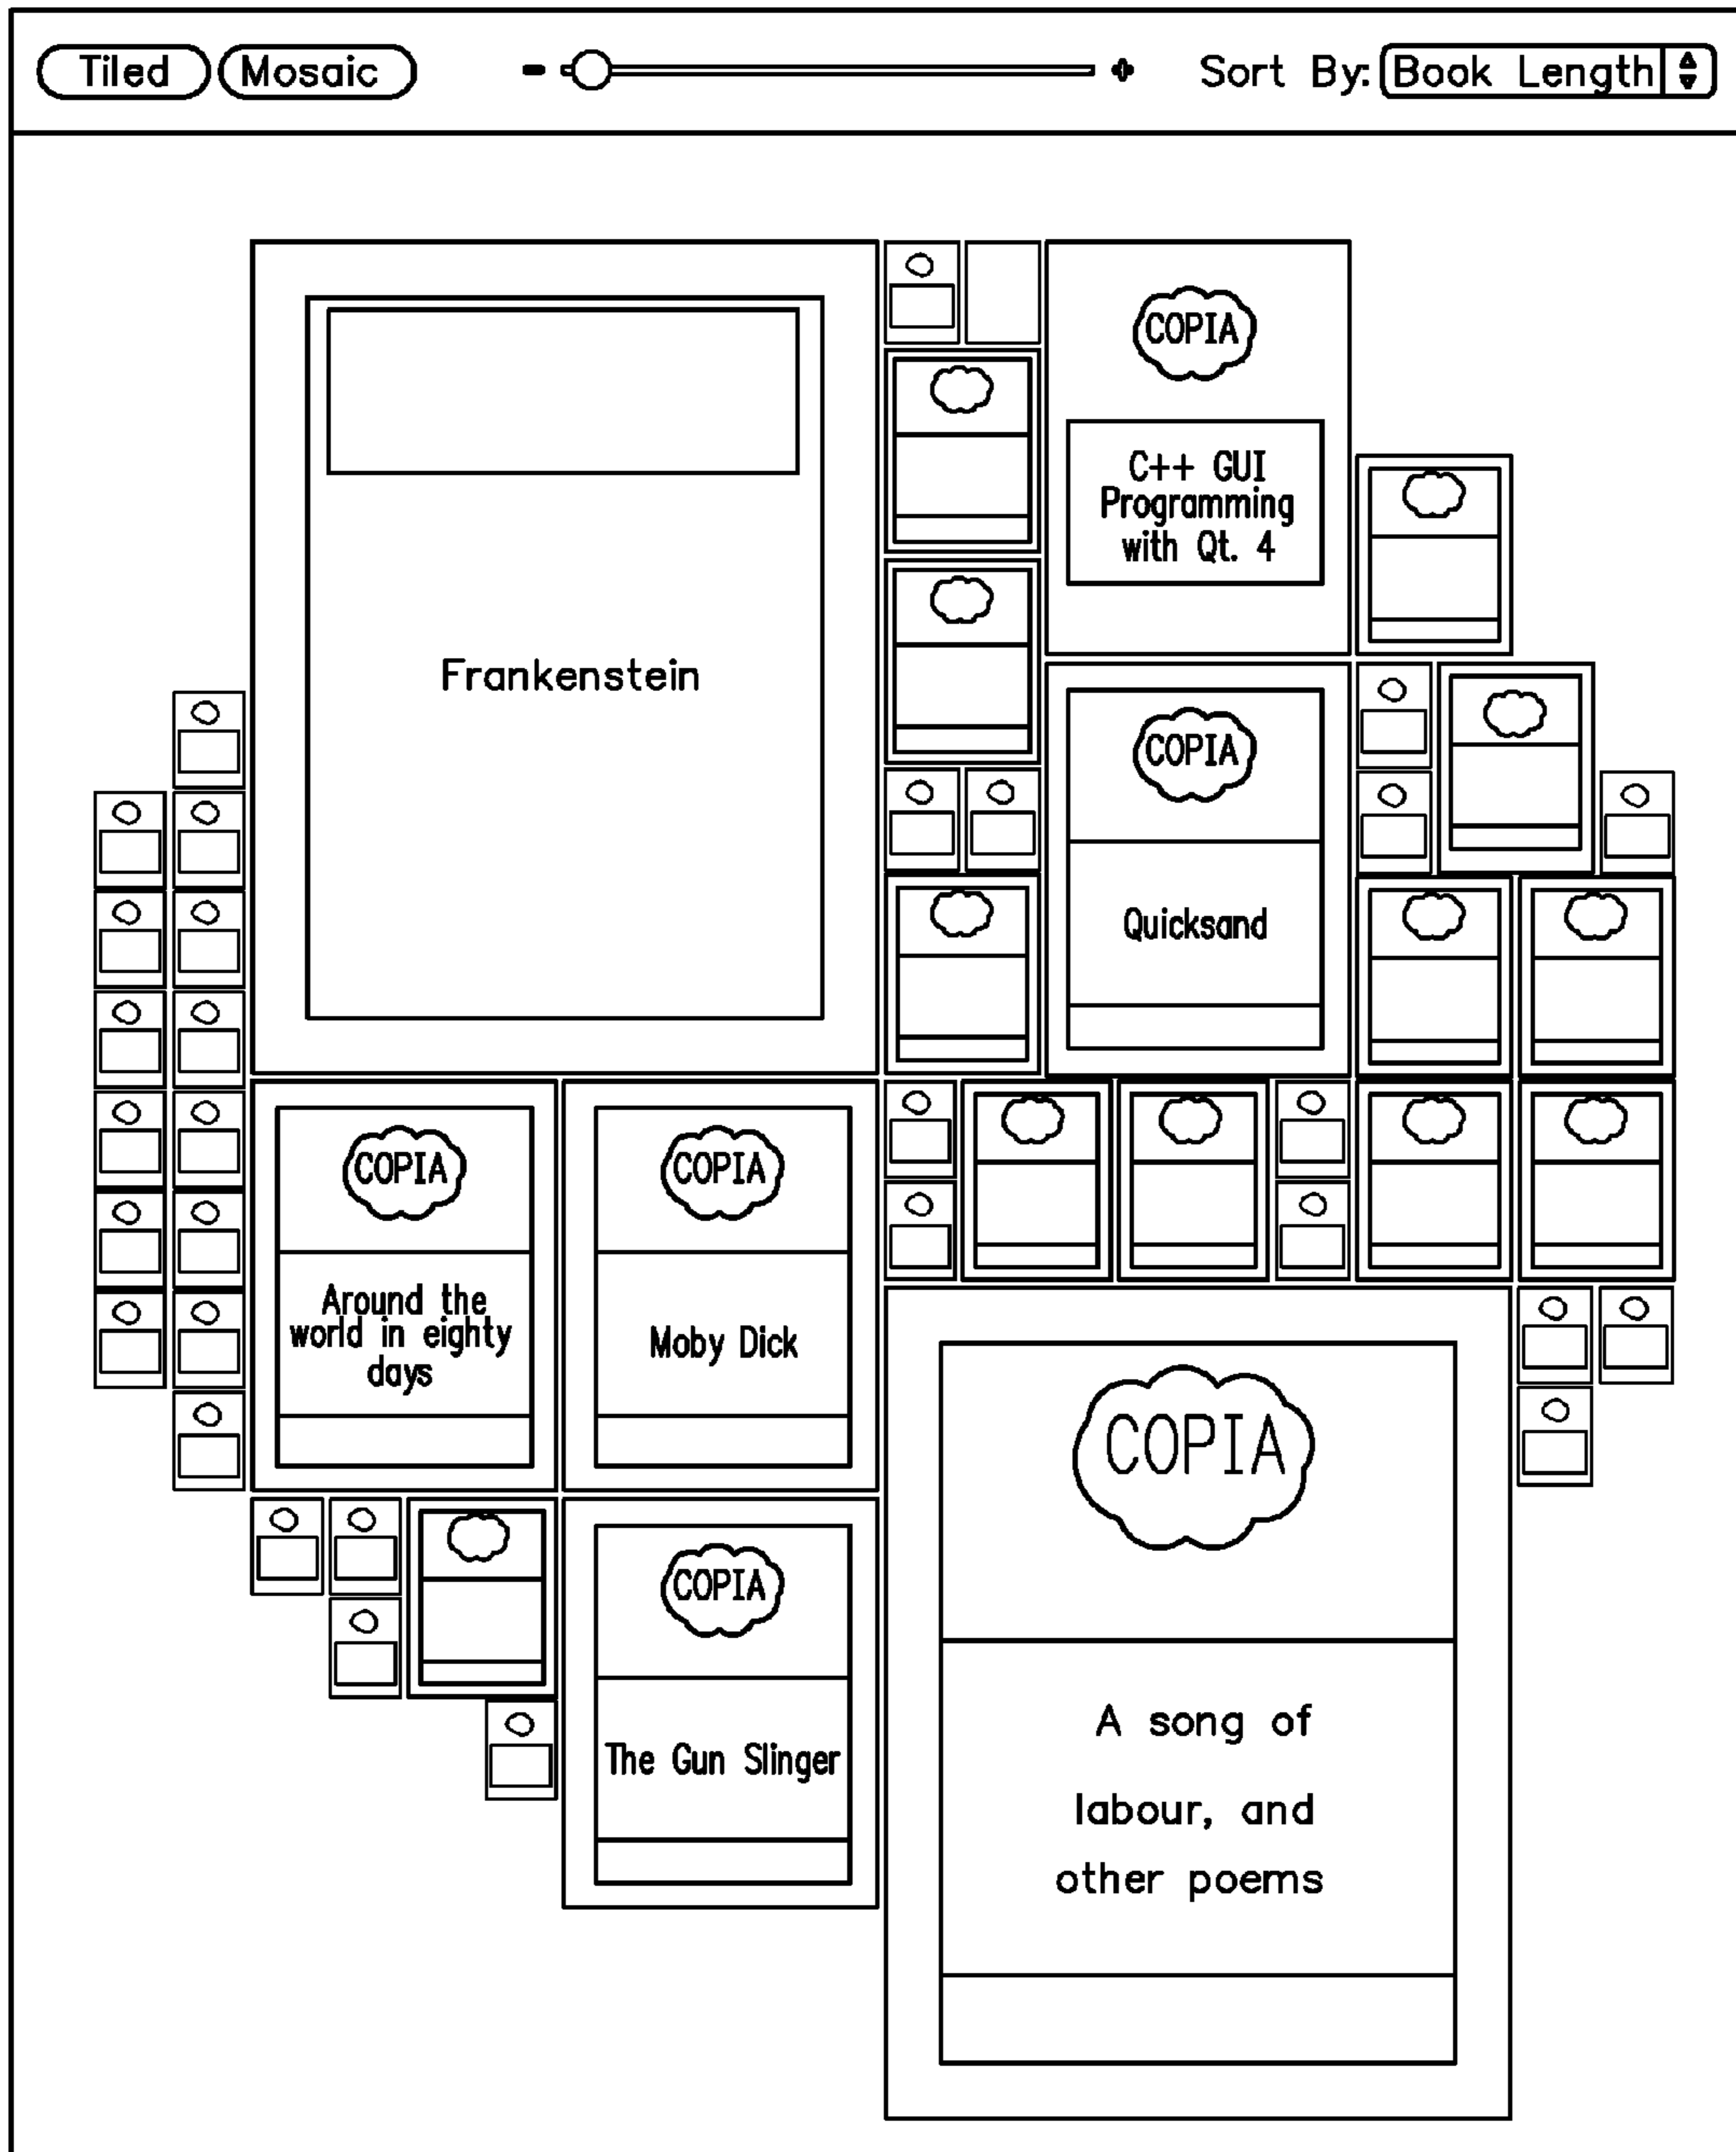 Tiled Mosaic - + Sort By: Book Length
COPIA
C++ GUI
Programming
with Qt. 4
Frankenstein
COPIA
Quicksand
COPIA
Around the
world in eighty
days
COPIA
Moby Dick
COPIA
The Gun Slinger
COPIA
A song of
labour, and
other poems